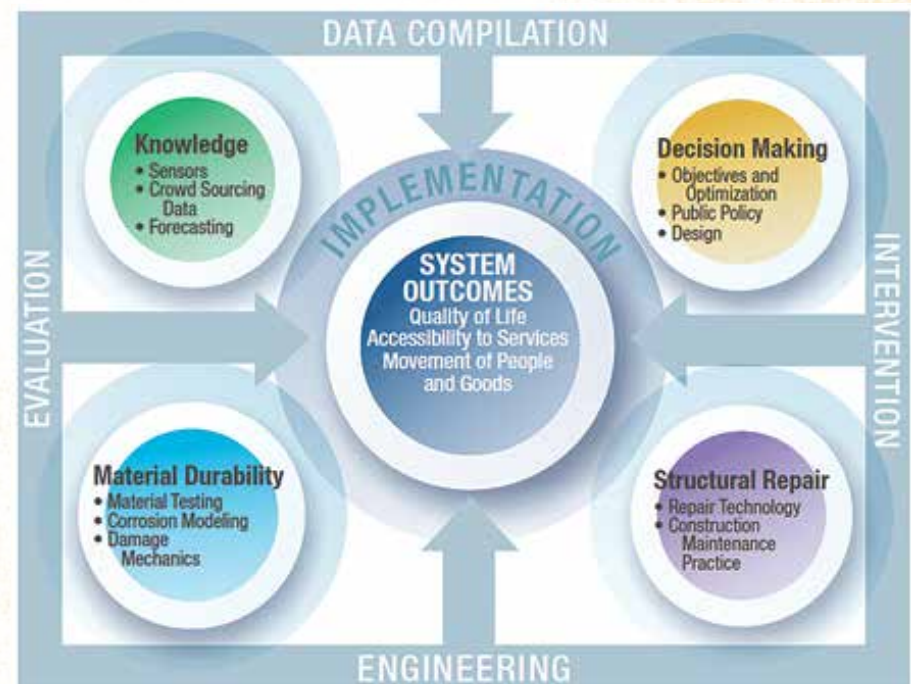 DATA COMPILATION
Knowledge
• Sensors
• Crowd Sourcing
Data
• Forecasting
Decision Making
• Objectives and
Optimization
• Public Policy
• Design
IMPLEMENTATION
SYSTEM
OUTCOMES
Quality of Life
Accessibility to Services
Movement of People
and Goods
EVALUATION
INTERVENTION
Material Durability
• Material Testing
• Corrosion Modeling
• Damage
Mechanics
Structural Repair
• Repair Technology
• Construction
Maintenance
Practice
ENGINEERING